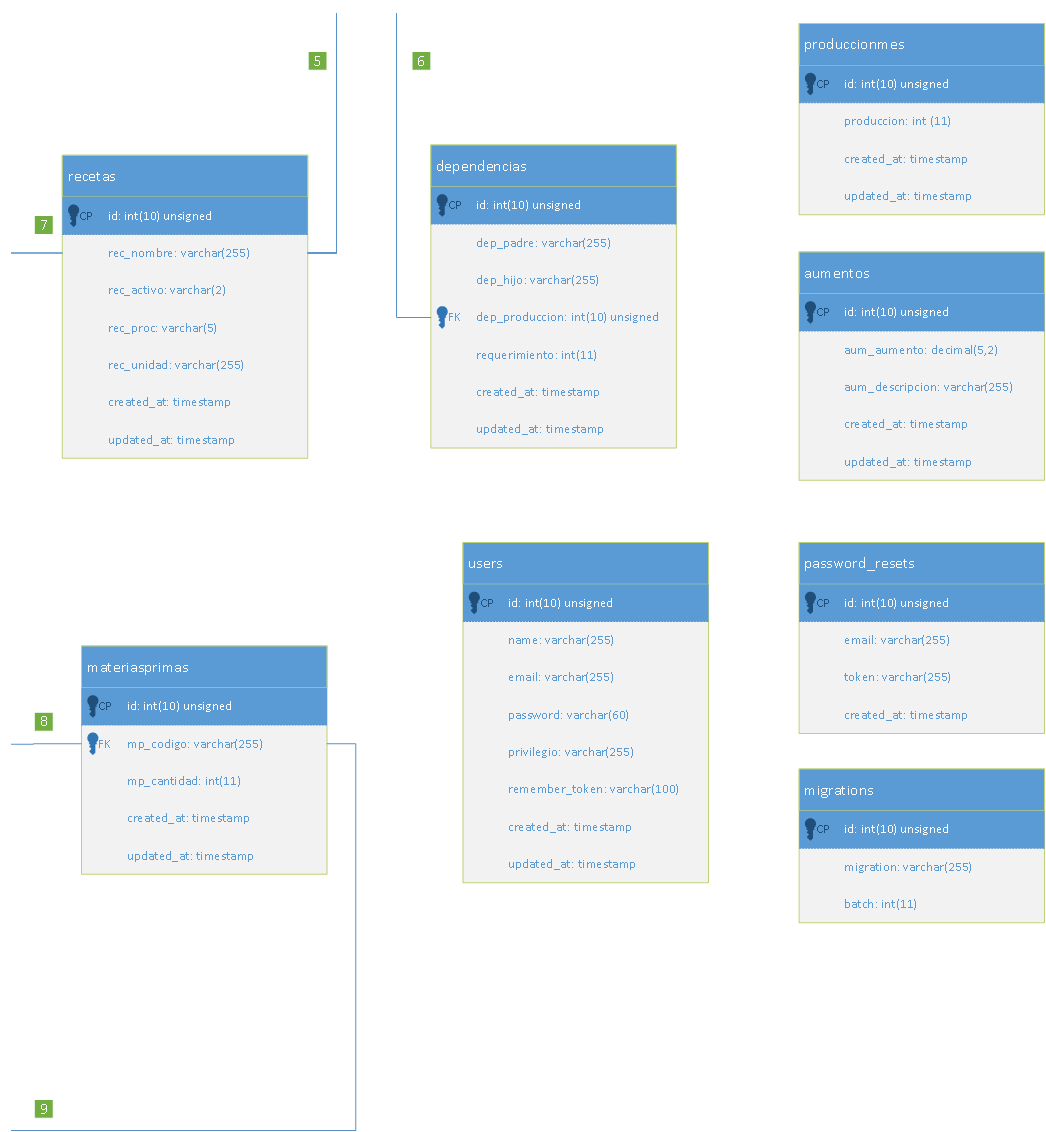 5
6
7
recetas
CP id: int(10) unsigned
rec_nombre: varchar(255)
rec_activo: varchar(2)
rec_proc: varchar(5)
rec_unidad: varchar(255)
created_at: timestamp
updated_at: timestamp
dependencias
CP id: int(10) unsigned
dep_padre: varchar(255)
dep_hijo: varchar(255)
FK dep_produccion: int(10) unsigned
requerimiento: int(11)
created_at: timestamp
updated_at: timestamp
produccionmes
CP id: int(10) unsigned
produccion: int (11)
created_at: timestamp
updated_at: timestamp
aumentos
CP id: int(10) unsigned
aum_aumento: decimal(5,2)
aum_descripcion: varchar(255)
created_at: timestamp
updated_at: timestamp
8
materiasprimas
CP id: int(10) unsigned
FK mp_codigo: varchar(255)
mp_cantidad: int(11)
created_at: timestamp
updated_at: timestamp
9
users
CP id: int(10) unsigned
name: varchar(255)
email: varchar(255)
password: varchar(60)
privilegio: varchar(255)
remember_token: varchar(100)
created_at: timestamp
updated_at: timestamp
password_resets
CP id: int(10) unsigned
email: varchar(255)
token: varchar(255)
created_at: timestamp
migrations
CP id: int(10) unsigned
migration: varchar(255)
batch: int(11)